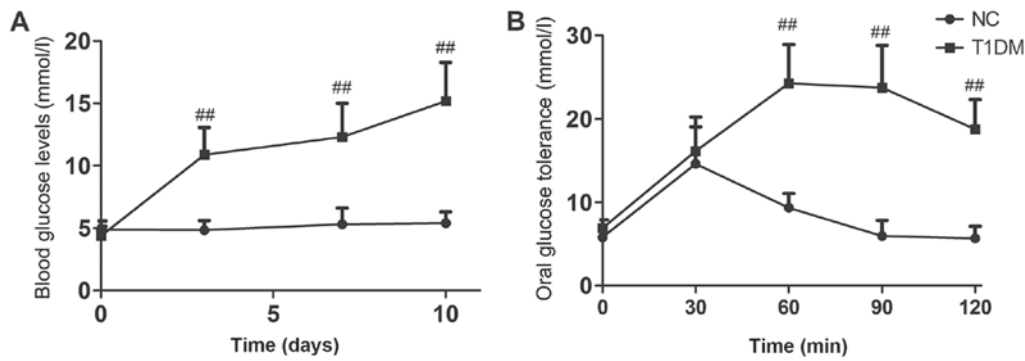 A
Blood glucose levels (mmol/l)
20
15
10
5
0
##
##
##
0
5
10
Time (days)
B
Oral glucose tolerance (mmol/l)
30
20
10
0
##
##
##
0
30
60
90
120
Time (min)
NC
T1DM